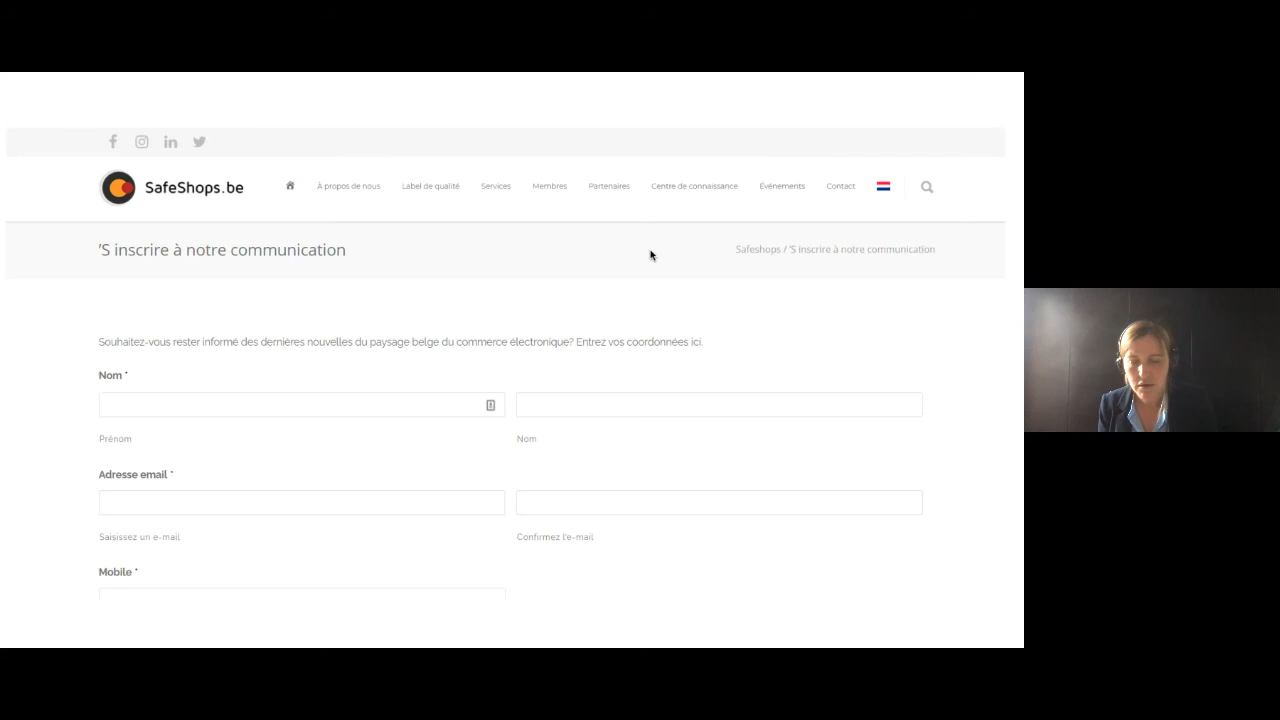 SafeShops.be
À propos de nous Label de qualité Services Membres Partenaires Centre de connaissance Événements Contact
'S inscrire à notre communication
Safeshops / 'S inscrire à notre communication
Souhaitez-vous rester informé des dernières nouvelles du paysage belge du commerce électronique? Entrez vos coordonnées ici.
Nom *
Prénom Nom
Adresse email *
Saisissez un e-mail Confirmez l'e-mail
Mobile *